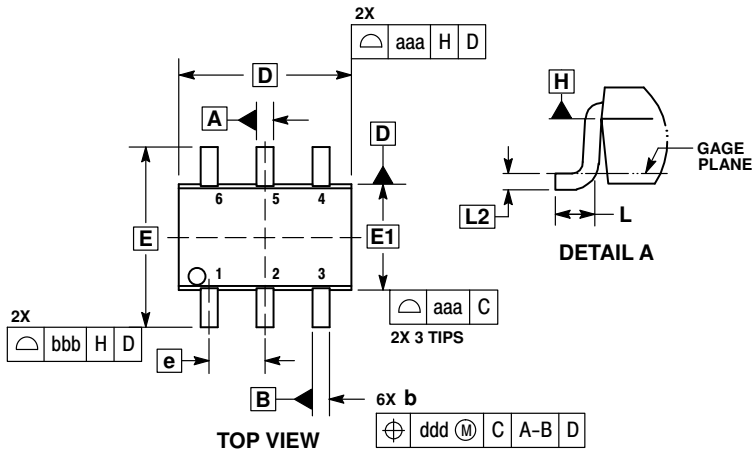 2X
⌓ aaa H D
D
A
D
6 5 4
E
E1
1 2 3
⌓ aaa C
2X 3 TIPS
2X
⌓ bbb H D
e
B
6X b
⌖ ddd Ⓜ C A-B D
TOP VIEW
H
GAGE
PLANE
L2
L
DETAIL A